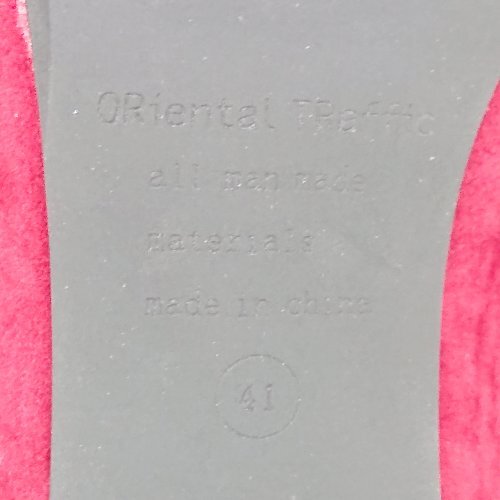 ORiental TRaffic
all man made
materials
made in china
41